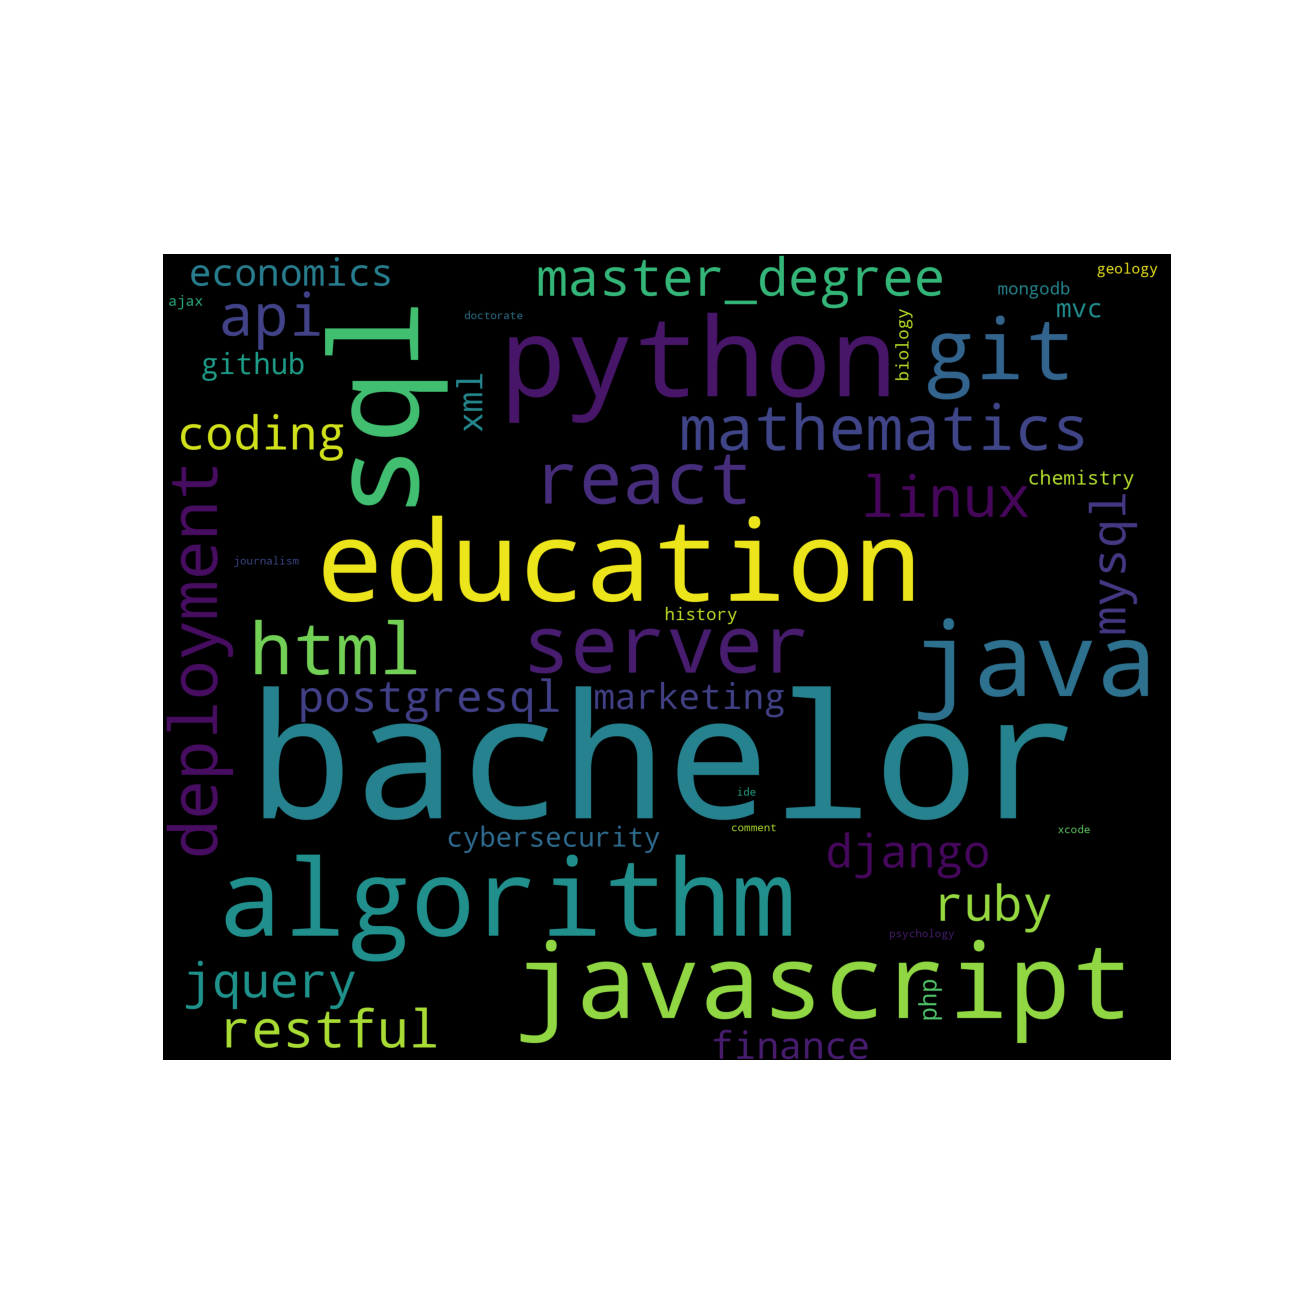 economics
master_degree
geology
mongodb
ajax
api
mvc
doctorate
sql
python
biology
git
github
xml
coding
mathematics
react
chemistry
linux
mysql
deployment
education
journalism
history
html
server
java
postgresql
marketing
bachelor
ide
comment
xcode
cybersecurity
django
algorithm
ruby
psychology
jquery
javascript
php
restful
finance